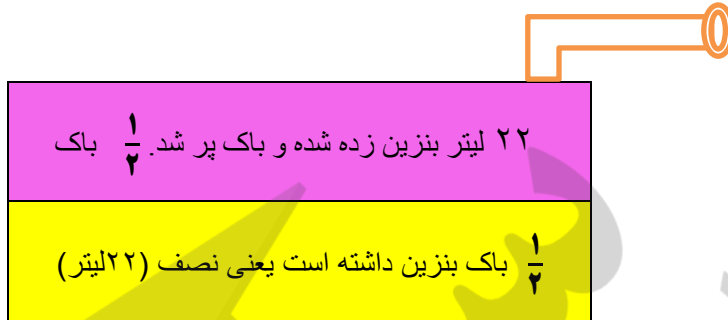 ۲۲ لیتر بنزین زده شده و باک پر شد. ۱/۲ باک
۱/۲ باک بنزین داشته است یعنی نصف (۲۲لیتر)